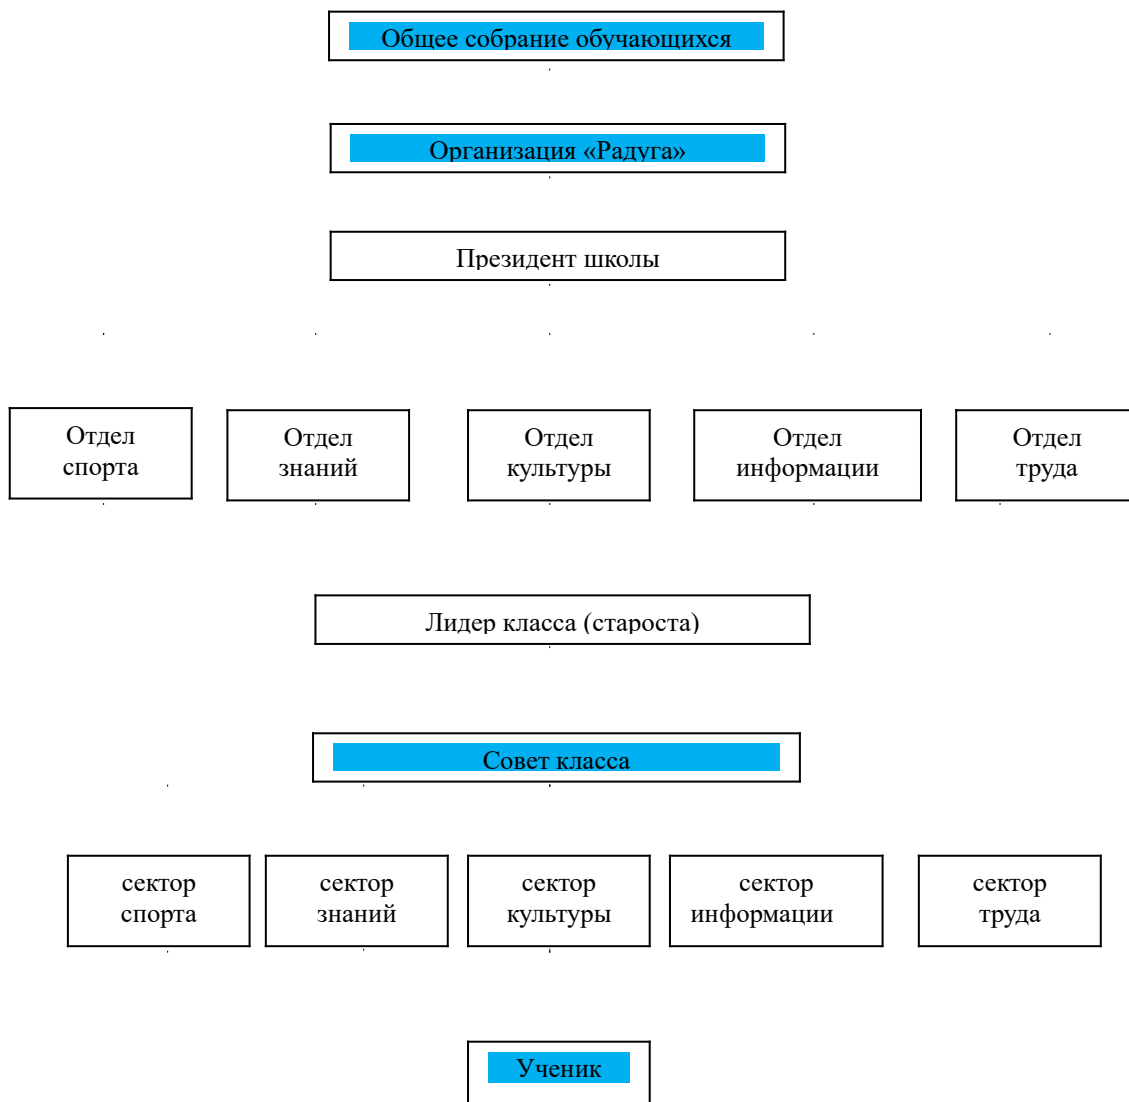 Общее собрание обучающихся
Организация «Радуга»
Президент школы
Отдел
спорта
Отдел
знаний
Отдел
культуры
Отдел
информации
Отдел
труда
Лидер класса (староста)
Совет класса
сектор
спорта
сектор
знаний
сектор
культуры
сектор
информации
сектор
труда
Ученик